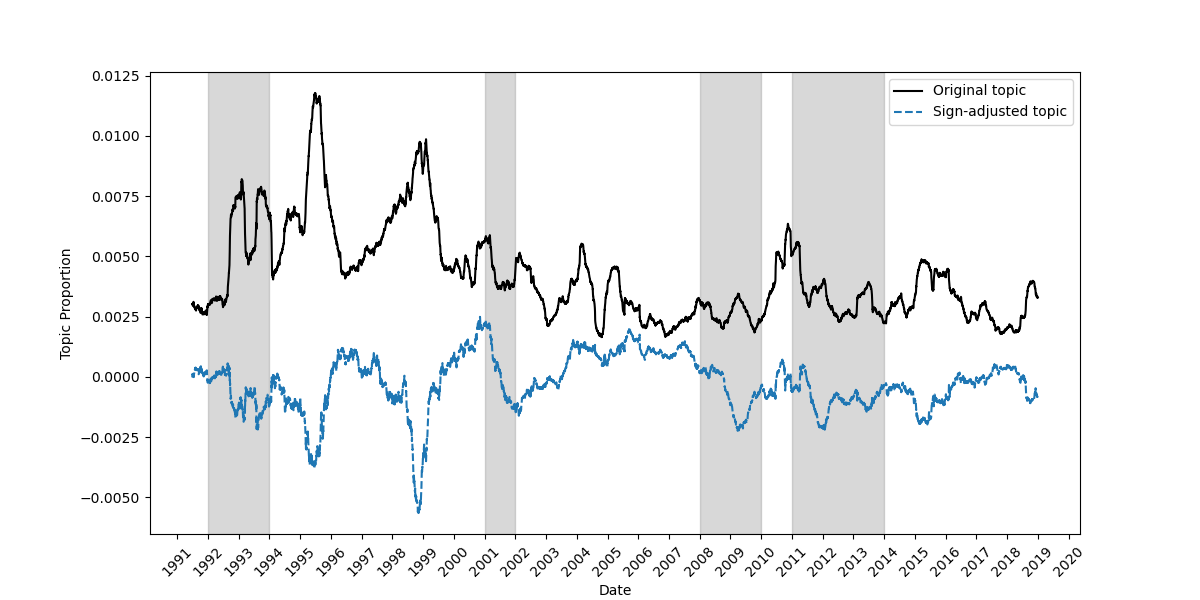 0.0125
0.0100
0.0075
0.0050
0.0025
0.0000
−0.0025
−0.0050
Topic Proportion
Original topic
Sign-adjusted topic
1991 1992 1993 1994 1995 1996 1997 1998 1999 2000 2001 2002 2003 2004 2005 2006 2007 2008 2009 2010 2011 2012 2013 2014 2015 2016 2017 2018 2019 2020
Date